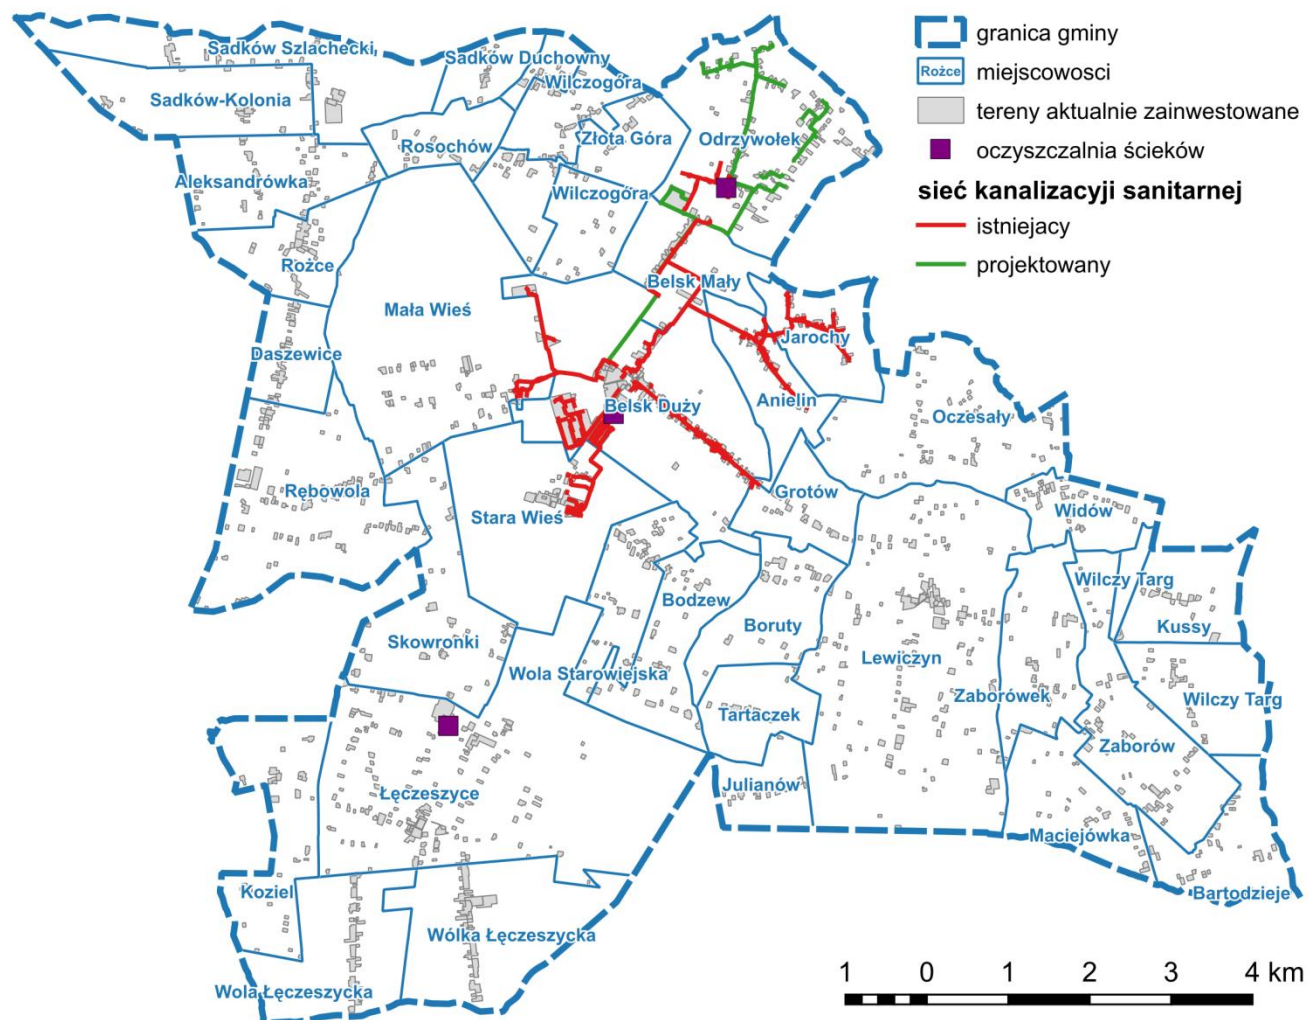 granica gminy
Rożce
miejscowosci
tereny aktualnie zainwestowane
oczyszczalnia ścieków
sieć kanalizacyji sanitarnej
istniejacy
projektowany
Sadków Szlachecki
Sadków Duchowny
Wilczogóra
Sadków-Kolonia
Złota Góra
Odrzywołek
Rosochów
Aleksandrówka
Wilczogóra
Rożce
Belsk Mały
Mała Wieś
Jarochy
Daszewice
Anielin
Belsk Duży
Oczesały
Rębowola
Grotów
Widów
Stara Wieś
Wilczy Targ
Bodzew
Boruty
Kussy
Skowronki
Lewiczyn
Wola Starowiejska
Zaborówek
Wilczy Targ
Tartaczek
Zaborów
Julianów
Łęczeszyce
Maciejówka
Kozieł
Bartodzieje
Wólka Łęczeszycka
Wola Łęczeszycka
1 0 1 2 3 4 km